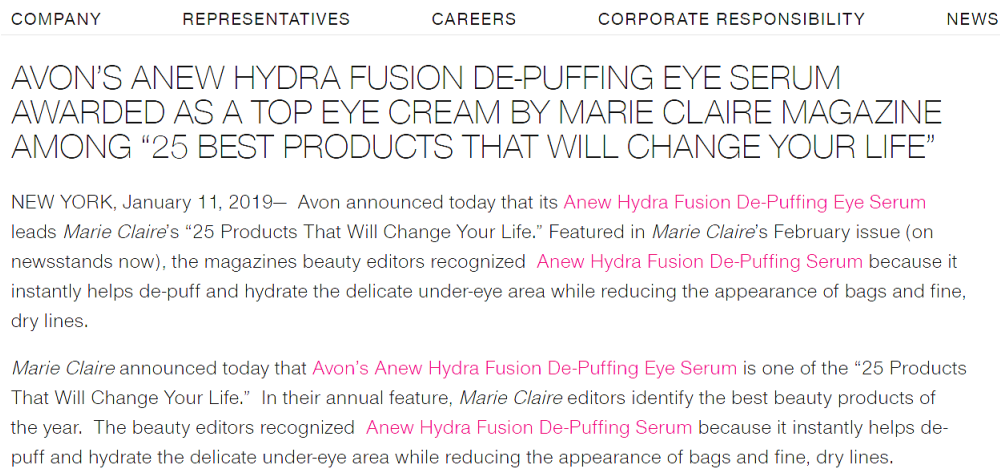 COMPANY REPRESENTATIVES CAREERS CORPORATE RESPONSIBILITY NEWS
AVON’S ANEW HYDRA FUSION DE-PUFFING EYE SERUM
AWARDED AS A TOP EYE CREAM BY MARIE CLAIRE MAGAZINE
AMONG “25 BEST PRODUCTS THAT WILL CHANGE YOUR LIFE”
NEW YORK, January 11, 2019— Avon announced today that its Anew Hydra Fusion De-Puffing Eye Serum
leads Marie Claire’s “25 Products That Will Change Your Life.” Featured in Marie Claire’s February issue (on
newsstands now), the magazines beauty editors recognized Anew Hydra Fusion De-Puffing Serum because it
instantly helps de-puff and hydrate the delicate under-eye area while reducing the appearance of bags and fine,
dry lines.
Marie Claire announced today that Avon’s Anew Hydra Fusion De-Puffing Eye Serum is one of the “25 Products
That Will Change Your Life.” In their annual feature, Marie Claire editors identify the best beauty products of
the year. The beauty editors recognized Anew Hydra Fusion De-Puffing Serum because it instantly helps de-
puff and hydrate the delicate under-eye area while reducing the appearance of bags and fine, dry lines.